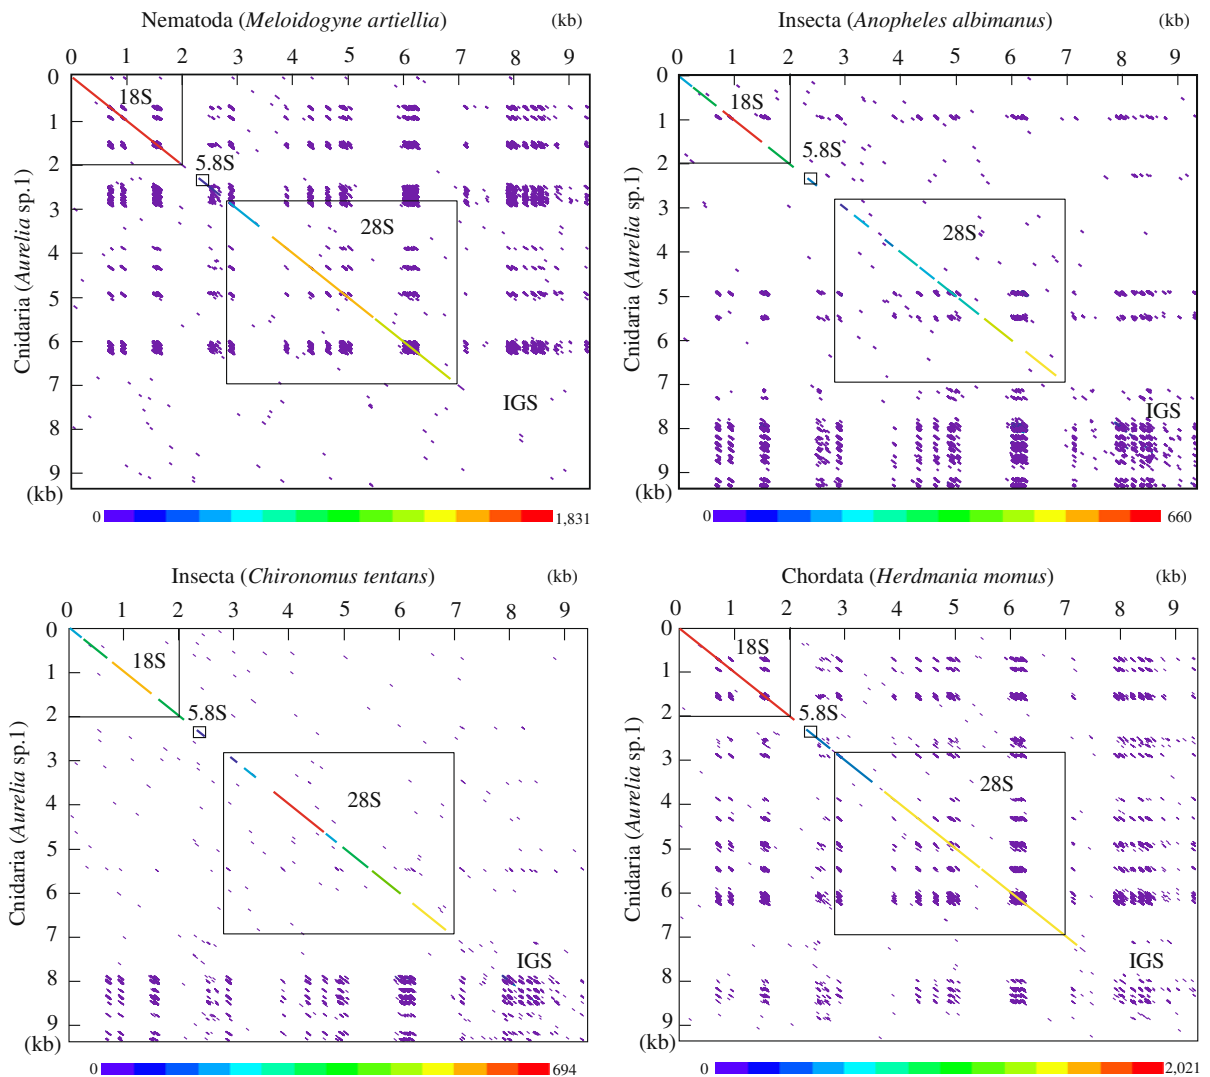 Nematoda (Meloidogyne artiellia) (kb)
0 1 2 3 4 5 6 7 8 9
Cnidaria (Aurelia sp.1)
0
1
2
3
4
5
6
7
8
9
(kb)
18S
5.8S
28S
IGS
0 1,831
Insecta (Anopheles albimanus) (kb)
0 1 2 3 4 5 6 7 8 9
Cnidaria (Aurelia sp.1)
0
1
2
3
4
5
6
7
8
9
(kb)
18S
5.8S
28S
IGS
0 660
Insecta (Chironomus tentans) (kb)
0 1 2 3 4 5 6 7 8 9
Cnidaria (Aurelia sp.1)
0
1
2
3
4
5
6
7
8
9
(kb)
18S
5.8S
28S
IGS
0 694
Chordata (Herdmania momus) (kb)
0 1 2 3 4 5 6 7 8 9
Cnidaria (Aurelia sp.1)
0
1
2
3
4
5
6
7
8
9
(kb)
18S
5.8S
28S
IGS
0 2,021